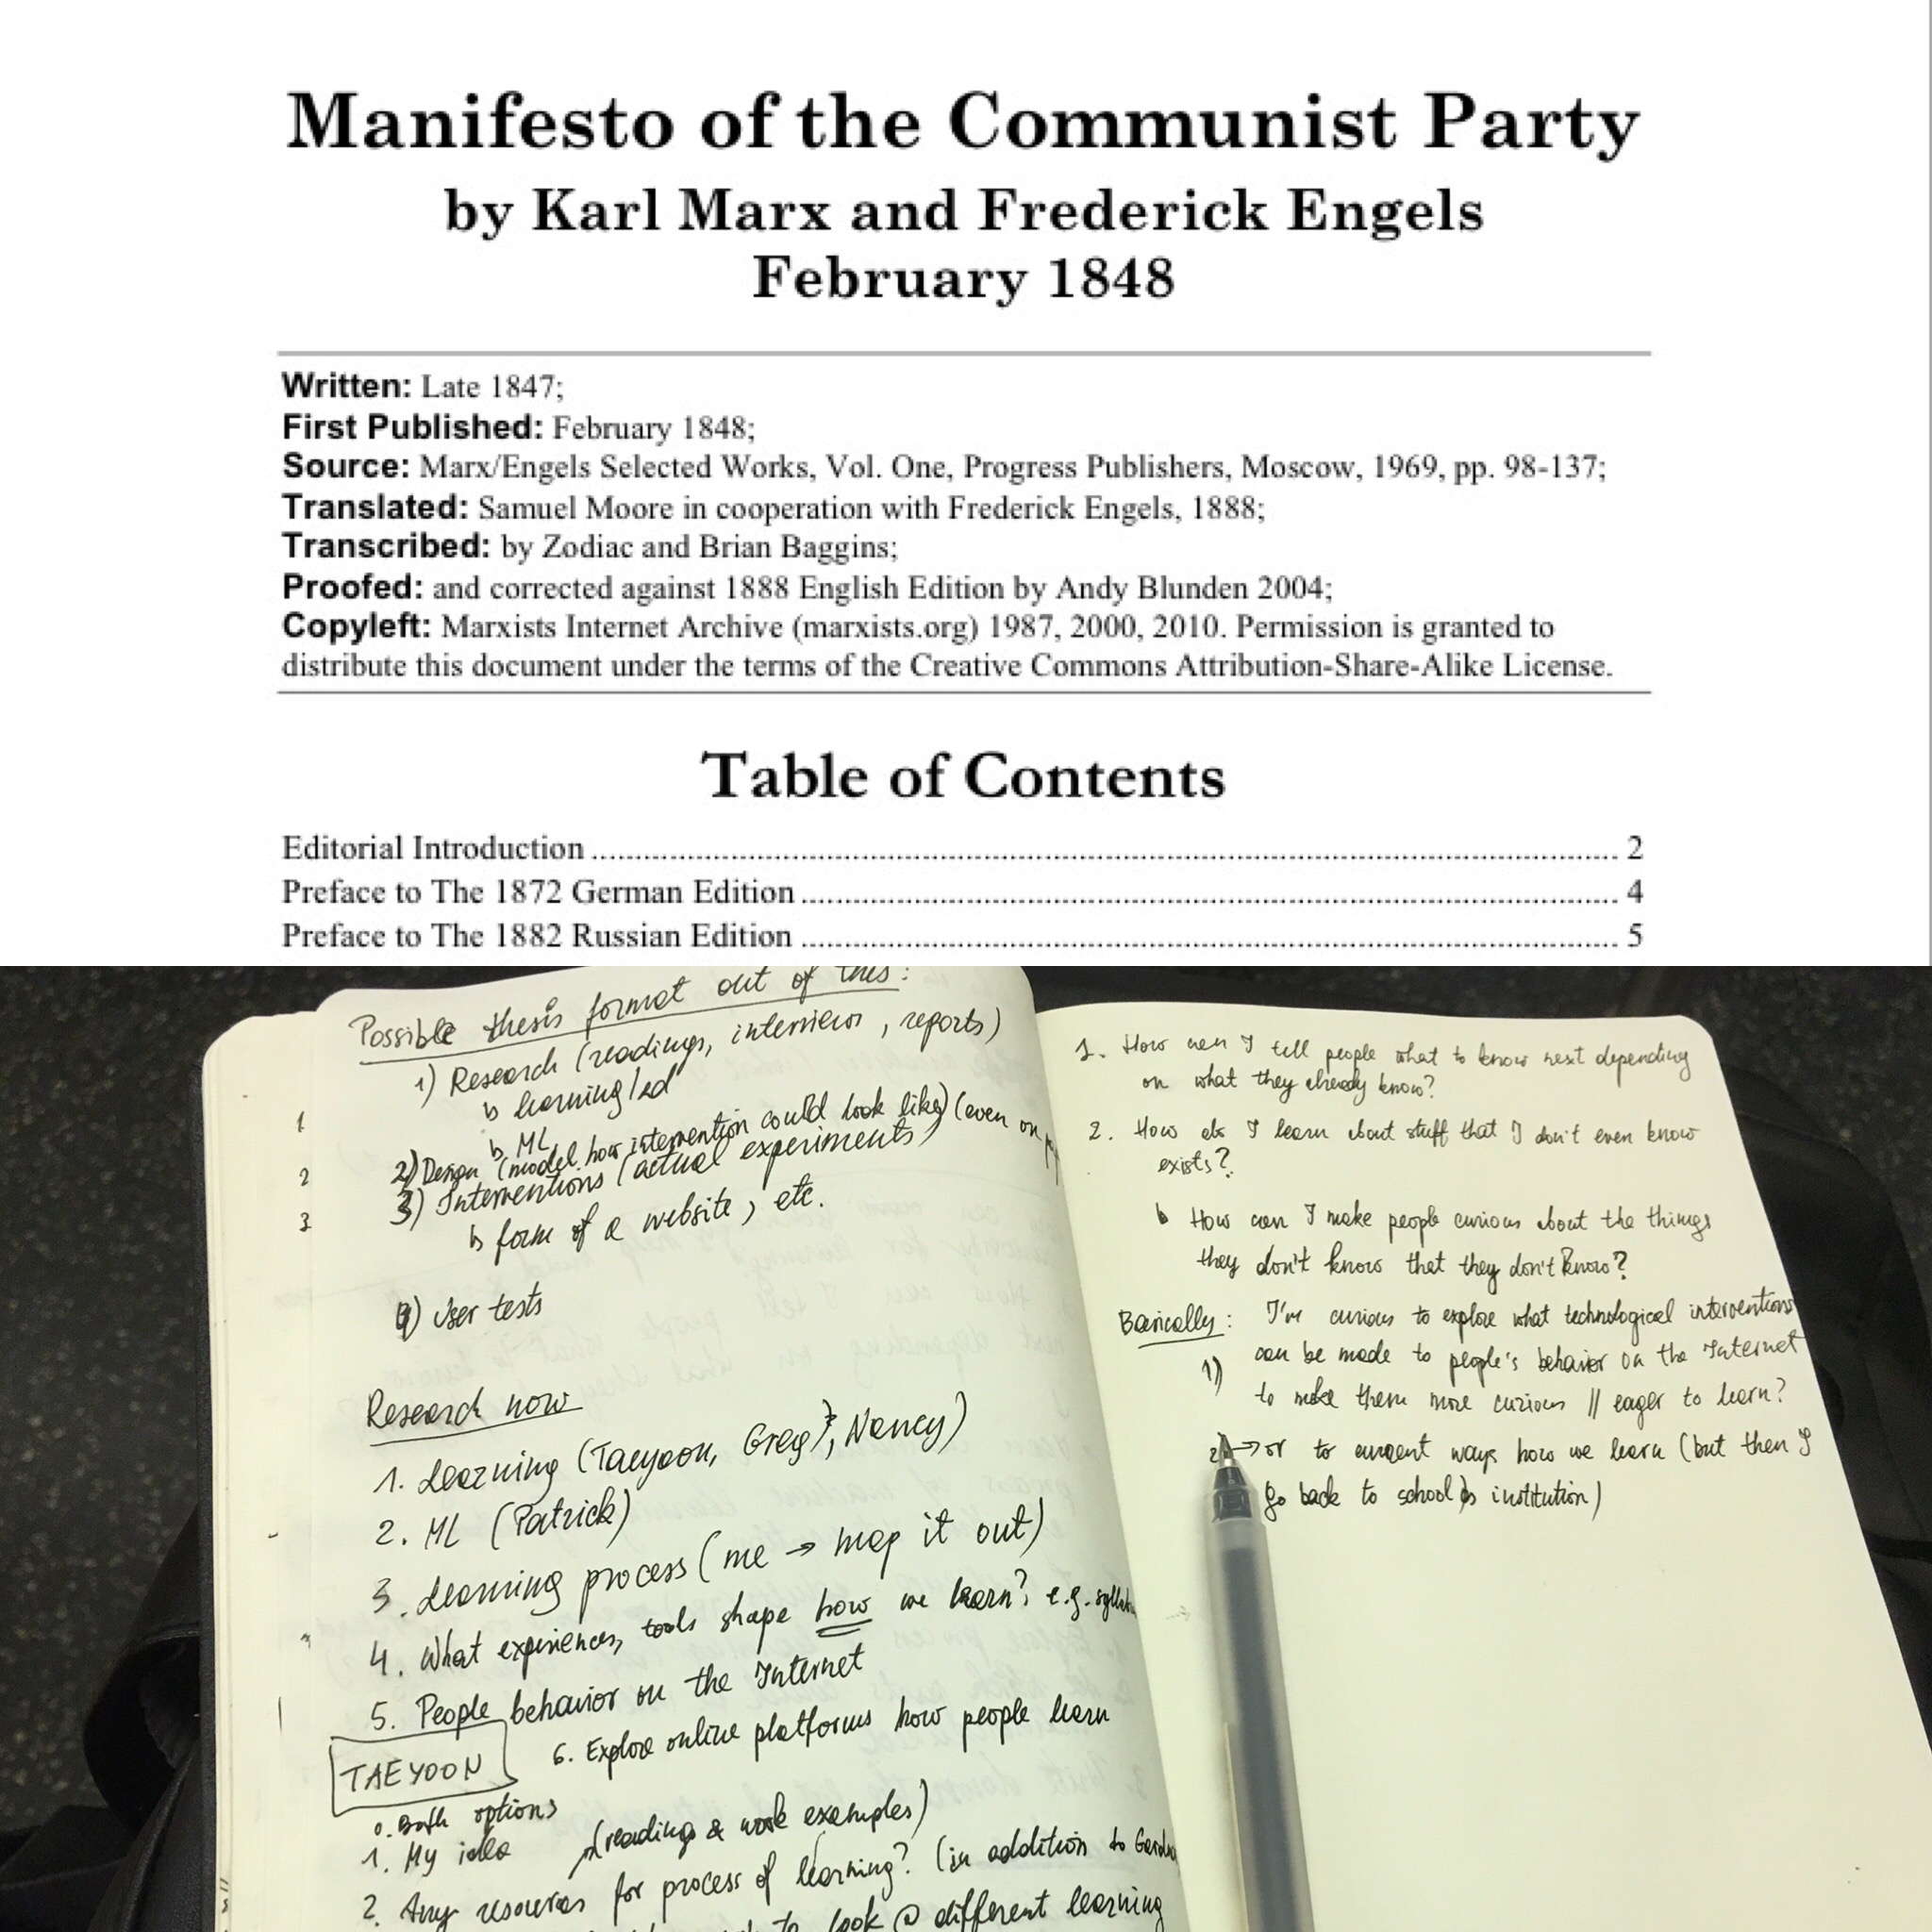 Manifesto of the Communist Party
by Karl Marx and Frederick Engels
February 1848
Written: Late 1847;
First Published: February 1848;
Source: Marx/Engels Selected Works, Vol. One, Progress Publishers, Moscow, 1969, pp. 98-137;
Translated: Samuel Moore in cooperation with Frederick Engels, 1888;
Transcribed: by Zodiac and Brian Baggins;
Proofed: and corrected against 1888 English Edition by Andy Blunden 2004;
Copyleft: Marxists Internet Archive (marxists.org) 1987, 2000, 2010. Permission is granted to
distribute this document under the terms of the Creative Commons Attribution-Share-Alike License.
Table of Contents
Editorial Introduction ........ 2
Preface to The 1872 German Edition ........ 4
Preface to The 1882 Russian Edition ........ 5
Possible thesis format out of this:
1) Research (readings, interviews, reports)
learning/ed
ML
2) Design (model how intervention could look like) (even on
3) Interventions (actual experiments)
form of a website, etc.
4) User tests
Research now
1. Learning (Taeyoon, Greg, Nancy)
2. ML (Patrick)
3. Learning process (me → map it out)
4. What experiences, tools shape how we learn? e.g.
5. People behavior on the Internet
6. Explore online platforms how people learn
TAEYOON
0. Both options
1. My idea
(readings & work examples)
2. Any resources for process of learning? (in addition to
look @ different learning
1
2
3
1. How can I tell people what to know next depending
on what they already know?
2. How do I learn about stuff that I don't even know
exists?
How can I make people curious about the things
they don't know that they don't know?
Basically: I'm curious to explore what technological interventions
1) can be made to people's behavior on the Internet
to make them more curious // eager to learn?
2) → or to current ways how we learn (but then I
go back to school as institution)